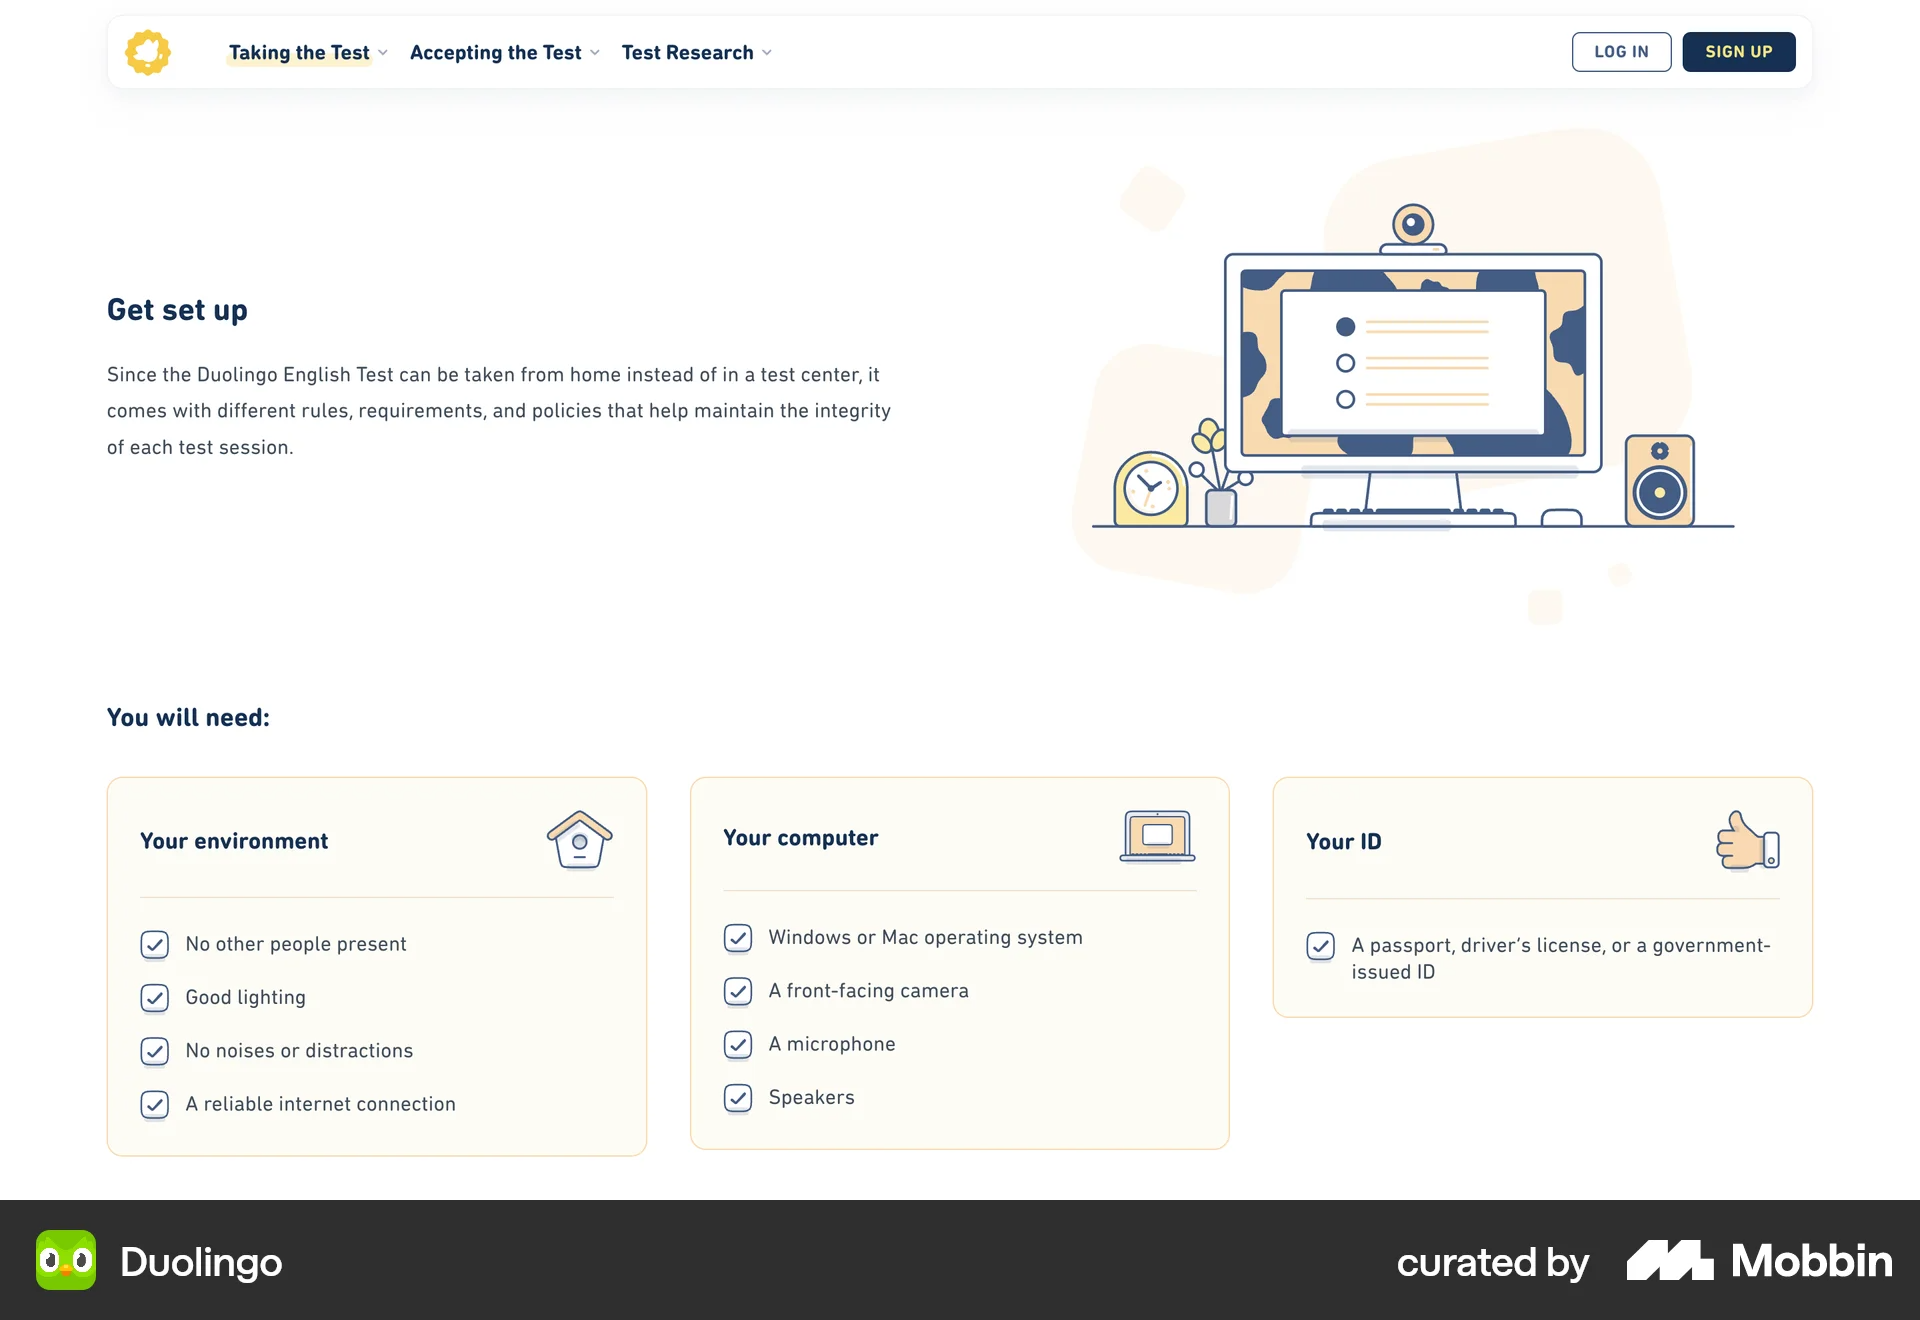 Taking the Test
Accepting the Test
Test Research
LOG IN
SIGN UP
Get set up
Since the Duolingo English Test can be taken from home instead of in a test center, it
comes with different rules, requirements, and policies that help maintain the integrity
of each test session.
You will need:
Your environment
No other people present
Good lighting
No noises or distractions
A reliable internet connection
Your computer
Windows or Mac operating system
A front-facing camera
A microphone
Speakers
Your ID
A passport, driver’s license, or a government-
issued ID
Duolingo
curated by
Mobbin